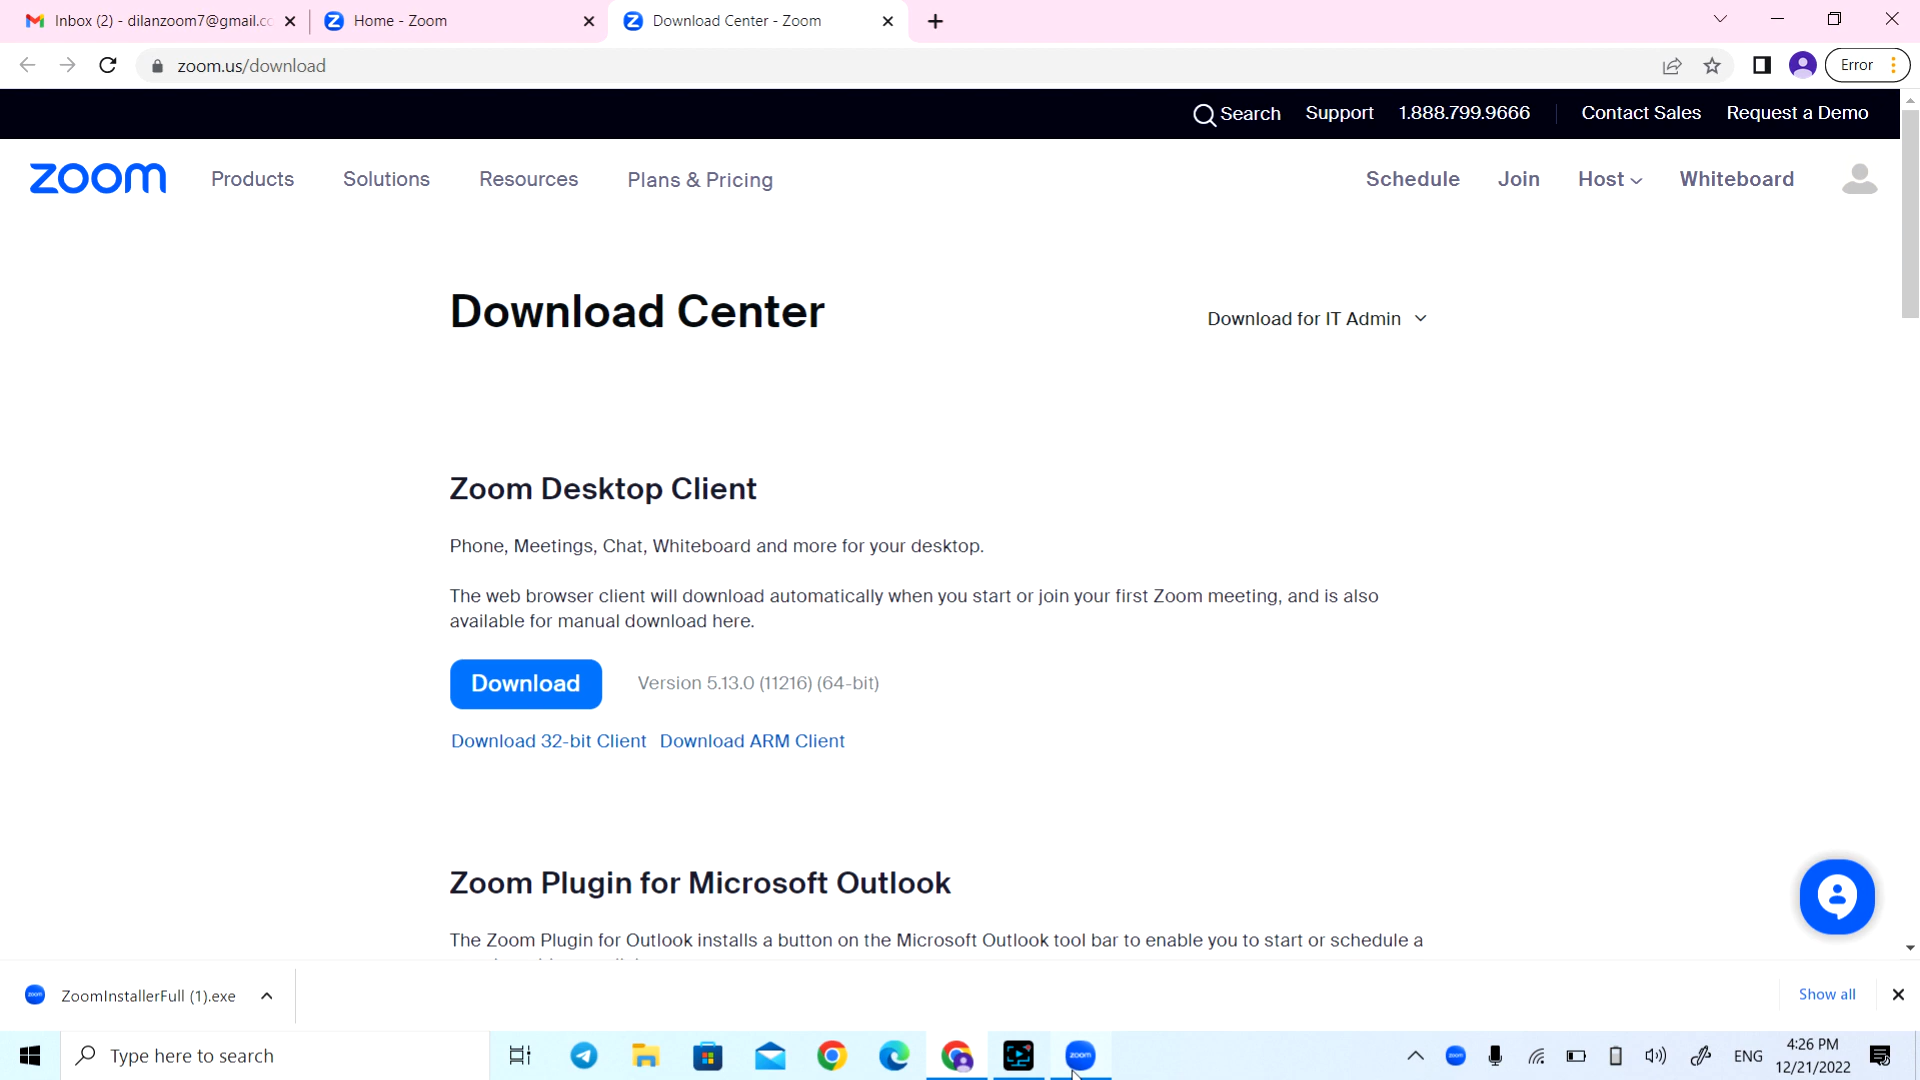 Inbox (2) - dilanzoom7@gmail.cc
Home - Zoom
Download Center - Zoom
zoom.us/download
Error
Search Support 1.888.799.9666 Contact Sales Request a Demo
zoom Products Solutions Resources Plans & Pricing Schedule Join Host Whiteboard
Download Center
Download for IT Admin
Zoom Desktop Client
Phone, Meetings, Chat, Whiteboard and more for your desktop.
The web browser client will download automatically when you start or join your first Zoom meeting, and is also
available for manual download here.
Download Version 5.13.0 (11216) (64-bit)
Download 32-bit Client Download ARM Client
Zoom Plugin for Microsoft Outlook
The Zoom Plugin for Outlook installs a button on the Microsoft Outlook tool bar to enable you to start or schedule a
ZoomInstallerFull (1).exe
Show all
Type here to search
zoom
zoom
ENG
4:26 PM
12/21/2022